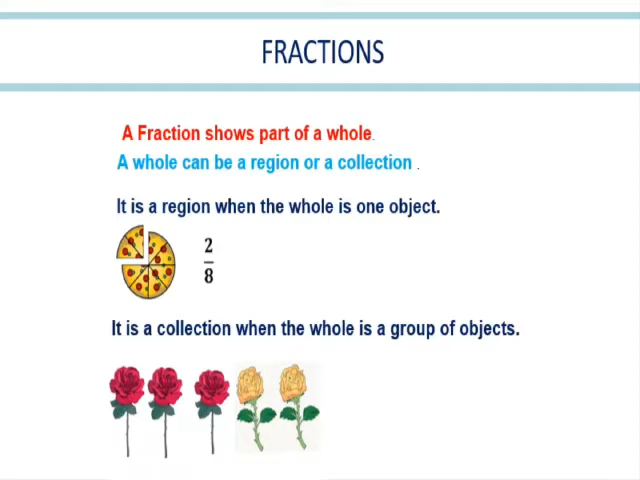 FRACTIONS
A Fraction shows part of a whole.
A whole can be a region or a collection .
It is a region when the whole is one object.
2
8
It is a collection when the whole is a group of objects.